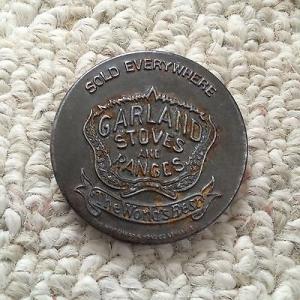 SOLD EVERYWHERE
GARLAND
STOVES
AND
RANGES
The World's Best